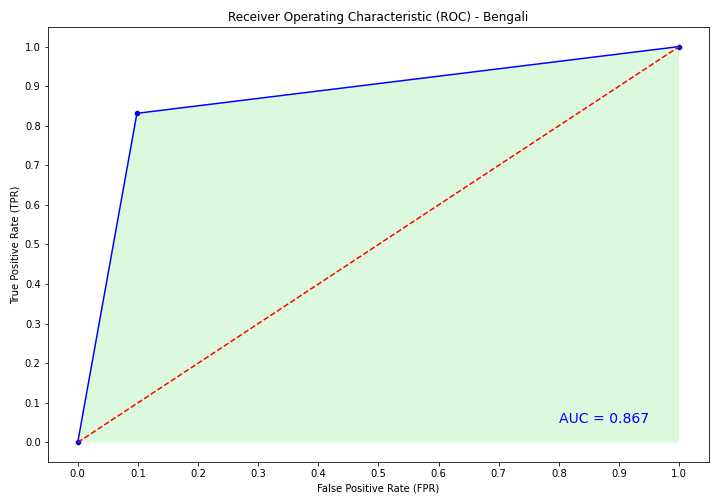 Receiver Operating Characteristic (ROC) - Bengali
True Positive Rate (TPR)
1.0
0.9
0.8
0.7
0.6
0.5
0.4
0.3
0.2
0.1
0.0
AUC = 0.867
0.0 0.1 0.2 0.3 0.4 0.5 0.6 0.7 0.8 0.9 1.0
False Positive Rate (FPR)